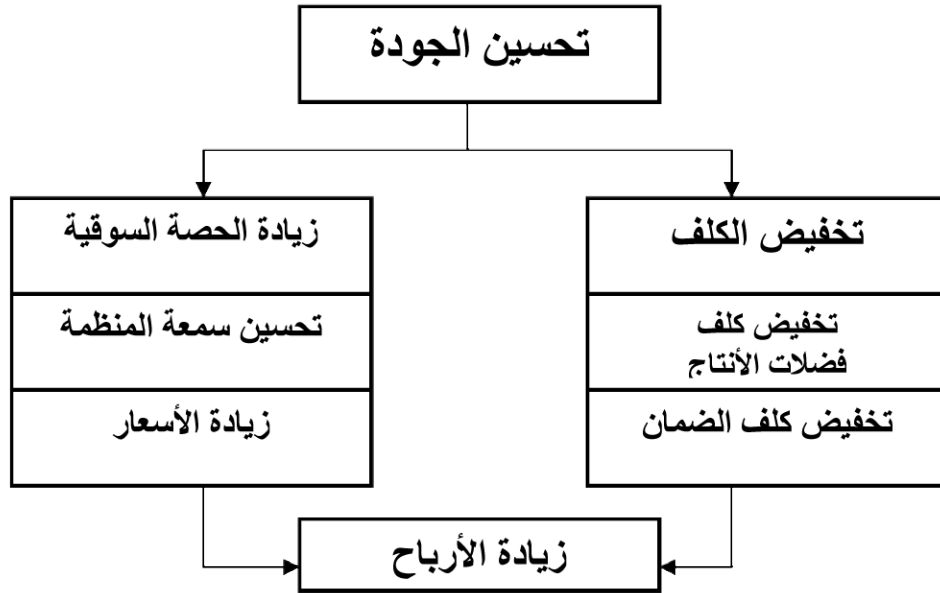 تحسين الجودة
تخفيض الكلف
تخفيض كلف
فضلات الأنتاج
تخفيض كلف الضمان
زيادة الحصة السوقية
تحسين سمعة المنظمة
زيادة الأسعار
زيادة الأرباح